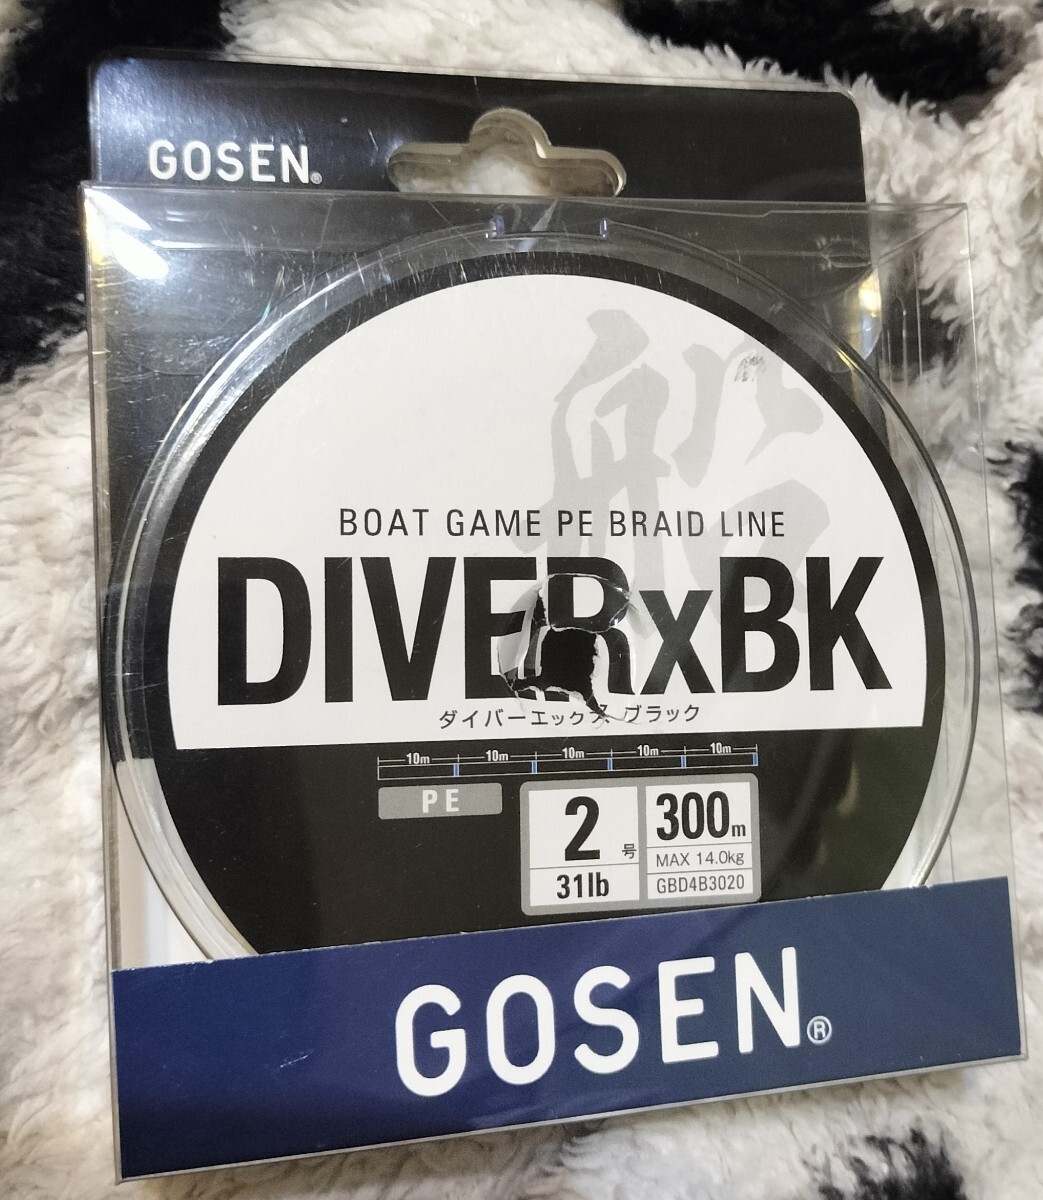 GOSEN®
船
BOAT GAME PE BRAID LINE
DIVERxBK
ダイバーエックス ブラック
10m 10m 10m 10m 10m
PE
2号 300m
31lb
MAX 14.0kg
GBD4B3020
GOSEN®